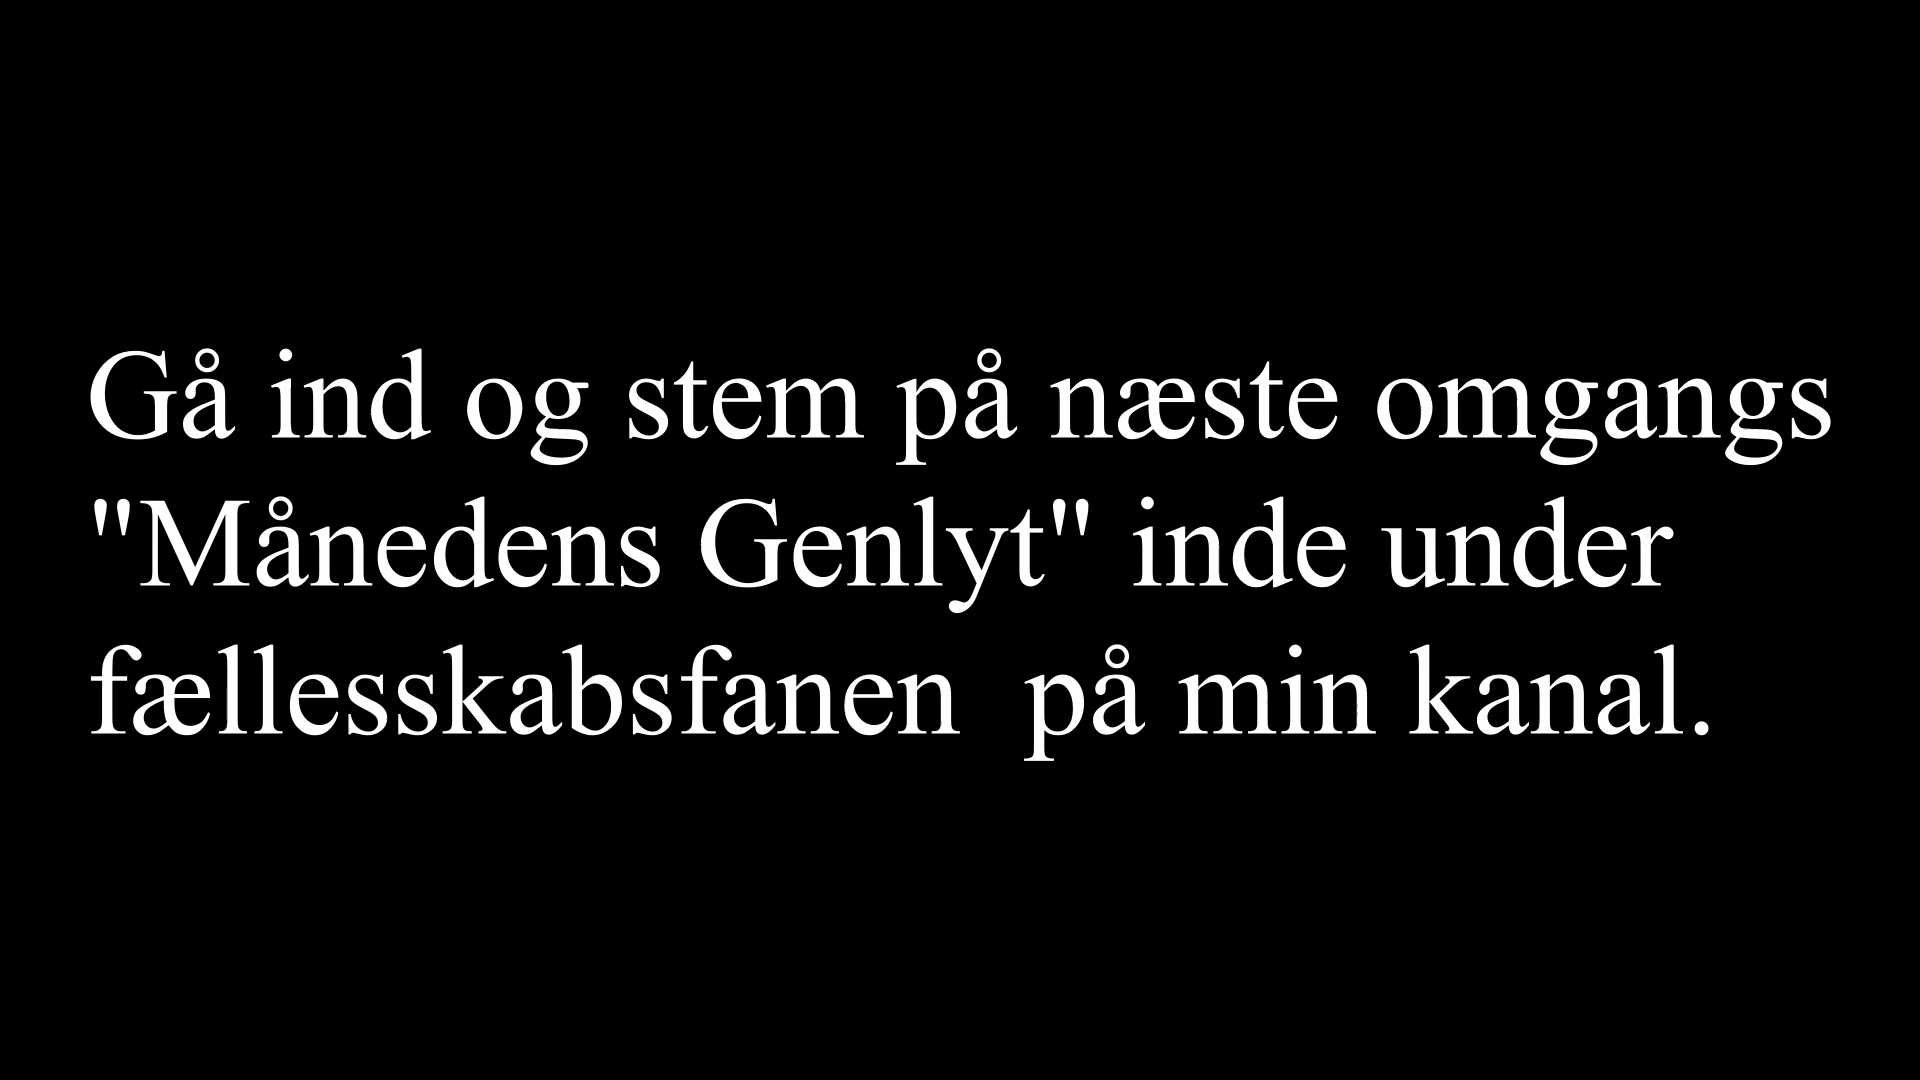 Gå ind og stem på næste omgangs
"Månedens Genlyt" inde under
fællesskabsfanen  på min kanal.